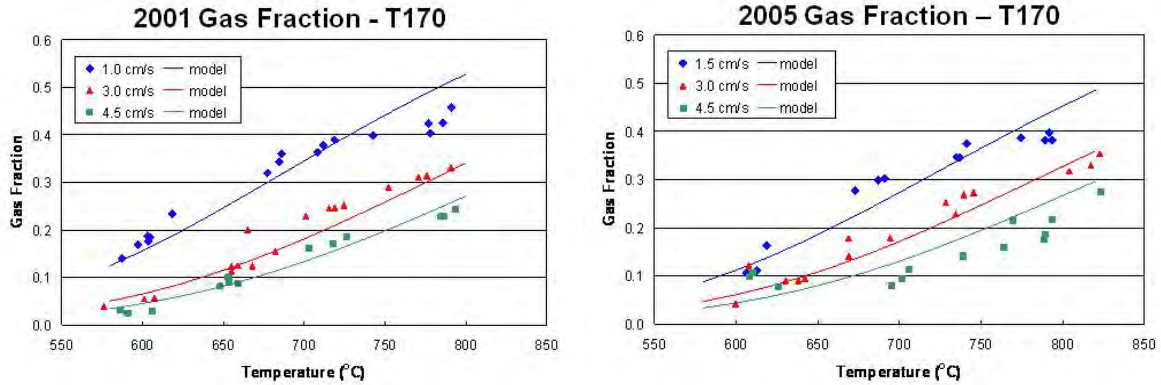 2001 Gas Fraction - T170
0.6
0.5
0.4
0.3
0.2
0.1
0.0
Gas Fraction
1.0 cm/s model
3.0 cm/s model
4.5 cm/s model
550 600 650 700 750 800 850
Temperature (°C)
2005 Gas Fraction – T170
0.6
0.5
0.4
0.3
0.2
0.1
0.0
Gas Fraction
1.5 cm/s model
3.0 cm/s model
4.5 cm/s model
550 600 650 700 750 800 850
Temperature (°C)